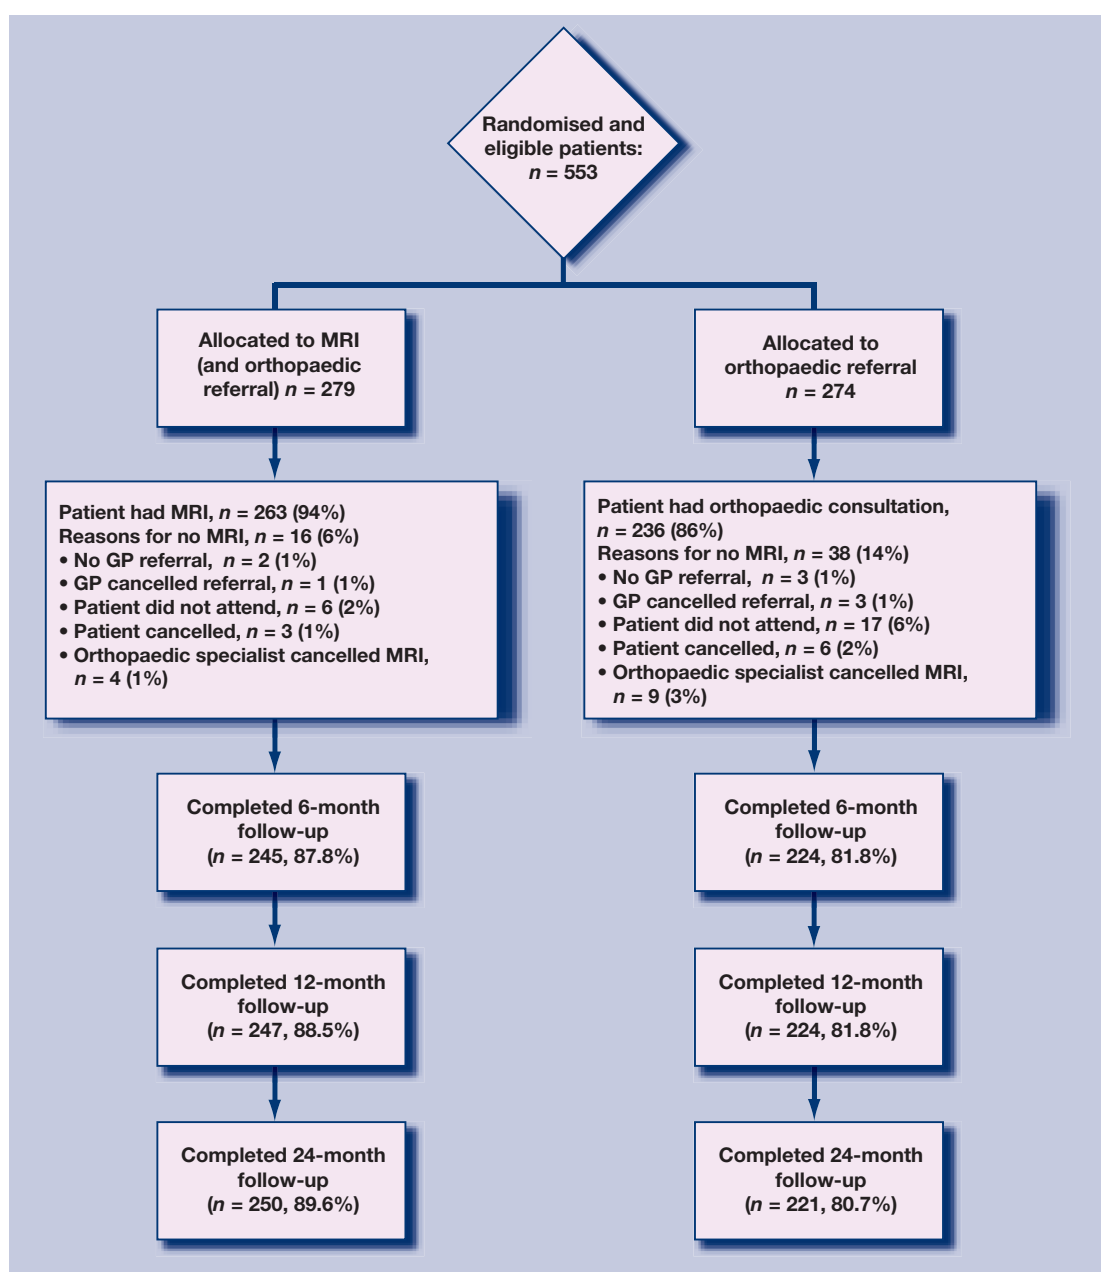 Randomised and
eligible patients:
n = 553
Allocated to MRI
(and orthopaedic
referral) n = 279
Allocated to
orthopaedic referral
n = 274
Patient had MRI, n = 263 (94%)
Reasons for no MRI, n = 16 (6%)
• No GP referral, n = 2 (1%)
• GP cancelled referral, n = 1 (1%)
• Patient did not attend, n = 6 (2%)
• Patient cancelled, n = 3 (1%)
• Orthopaedic specialist cancelled MRI,
n = 4 (1%)
Patient had orthopaedic consultation,
n = 236 (86%)
Reasons for no MRI, n = 38 (14%)
• No GP referral, n = 3 (1%)
• GP cancelled referral, n = 3 (1%)
• Patient did not attend, n = 17 (6%)
• Patient cancelled, n = 6 (2%)
• Orthopaedic specialist cancelled MRI,
n = 9 (3%)
Completed 6-month
follow-up
(n = 245, 87.8%)
Completed 6-month
follow-up
(n = 224, 81.8%)
Completed 12-month
follow-up
(n = 247, 88.5%)
Completed 12-month
follow-up
(n = 224, 81.8%)
Completed 24-month
follow-up
(n = 250, 89.6%)
Completed 24-month
follow-up
(n = 221, 80.7%)